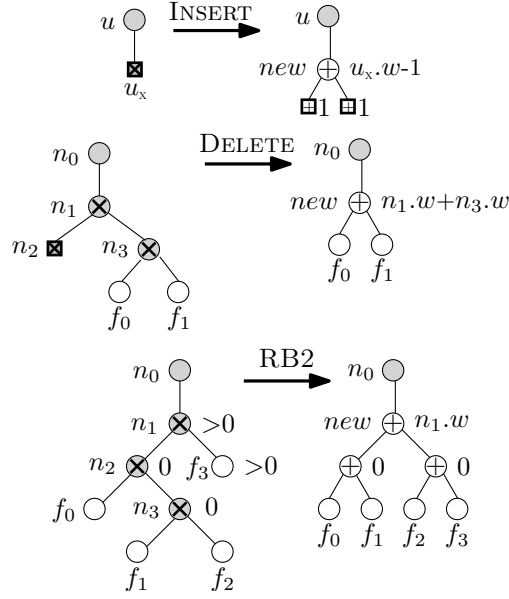 INSERT
u
u_x
new
u_x.w-1
1 1
DELETE
n_0
n_1
n_2
n_3
f_0
f_1
n_0
new
n_1.w+n_3.w
f_0
f_1
RB2
n_0
n_1
>0
n_2
0
f_3
>0
f_0
n_3
0
f_1
f_2
n_0
new
n_1.w
0
0
f_0
f_1
f_2
f_3